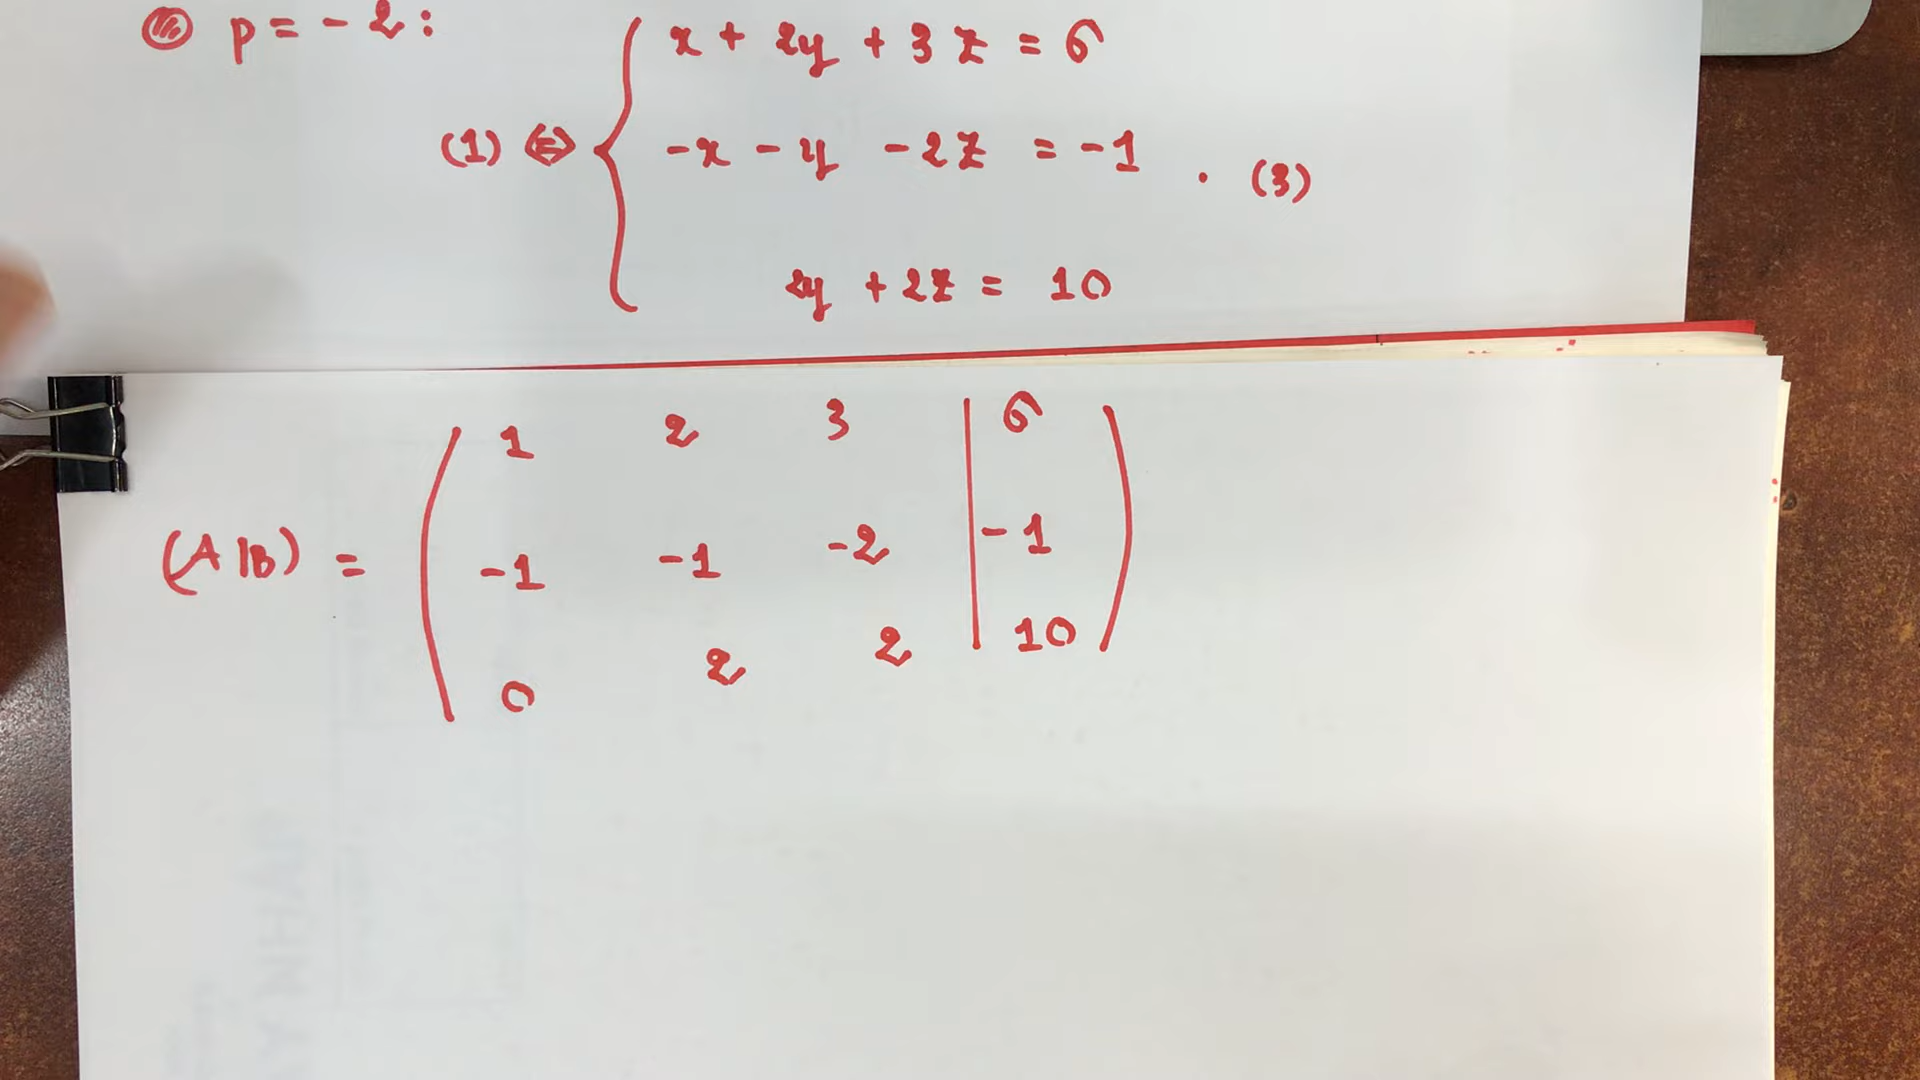 p = - 2 :
x + 2y + 3z = 6
(1) ⇔ -x - y - 2z = -1 . (3)
2y + 2z = 10
1 2 3 | 6
(A|B) = -1 -1 -2 | -1
0 2 2 | 10